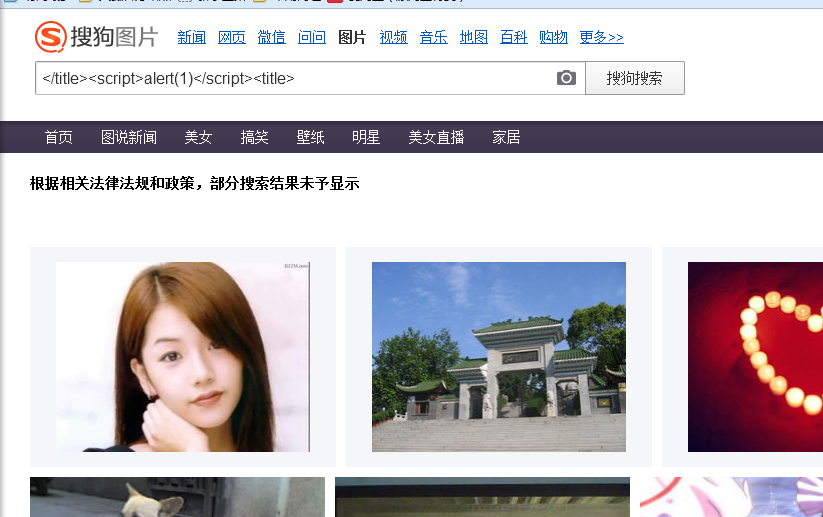 搜狗图片 新闻 网页 微信 问问 图片 视频 音乐 地图 百科 购物 更多>>
</title><script>alert(1)</script><title> 搜狗搜索
首页 图说新闻 美女 搞笑 壁纸 明星 美女直播 家居
根据相关法律法规和政策，部分搜索结果未予显示